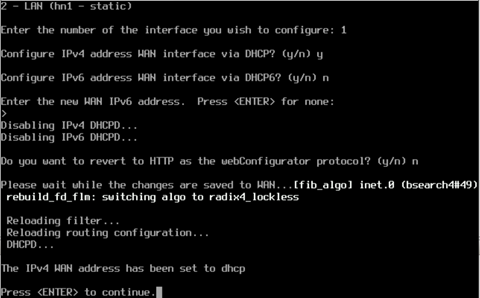 2 - LAN (hn1 - static)
Enter the number of the interface you wish to configure: 1
Configure IPv4 address WAN interface via DHCP? (y/n) y
Configure IPv6 address WAN interface via DHCP6? (y/n) n
Enter the new WAN IPv6 address.  Press <ENTER> for none:
>
Disabling IPv4 DHCPD...
Disabling IPv6 DHCPD...
Do you want to revert to HTTP as the webConfigurator protocol? (y/n) n
Please wait while the changes are saved to WAN...[fib_algo] inet.0 (bsearch4#49)
rebuild_fd_flm: switching algo to radix4_lockless
Reloading filter...
Reloading routing configuration...
DHCPD...
The IPv4 WAN address has been set to dhcp
Press <ENTER> to continue.